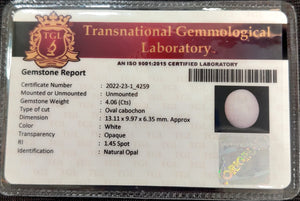 Transnational Gemmological
Laboratory
TGL
AN ISO 9001:2015 CERTIFIED LABORATORY
Gemstone Report
Certificate Number : 2022-23-1_4259
Mounted or Unmounted : Unmounted
Gemstone Weight : 4.06 (Cts)
Type of Cut : Oval cabochon
Dimension : 13.11 x 9.97 x 6.35 mm. Approx
Color : White
Transparency : Opaque
RI : 1.45 Spot
Identification : Natural Opal